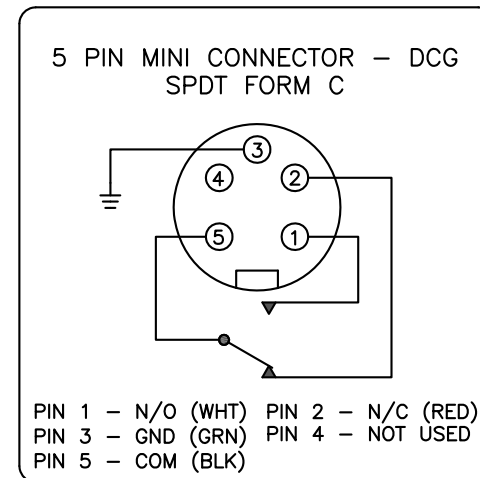 5 PIN MINI CONNECTOR – DCG
SPDT FORM C
3
4
2
5
1
PIN 1 – N/O (WHT) PIN 2 – N/C (RED)
PIN 3 – GND (GRN) PIN 4 – NOT USED
PIN 5 – COM (BLK)